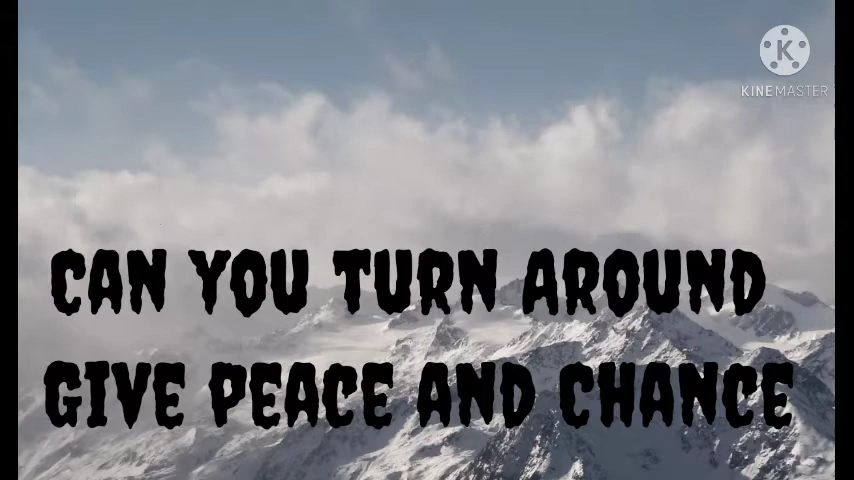 KINEMASTER
CAN YOU TURN AROUND
GIVE PEACE AND CHANCE